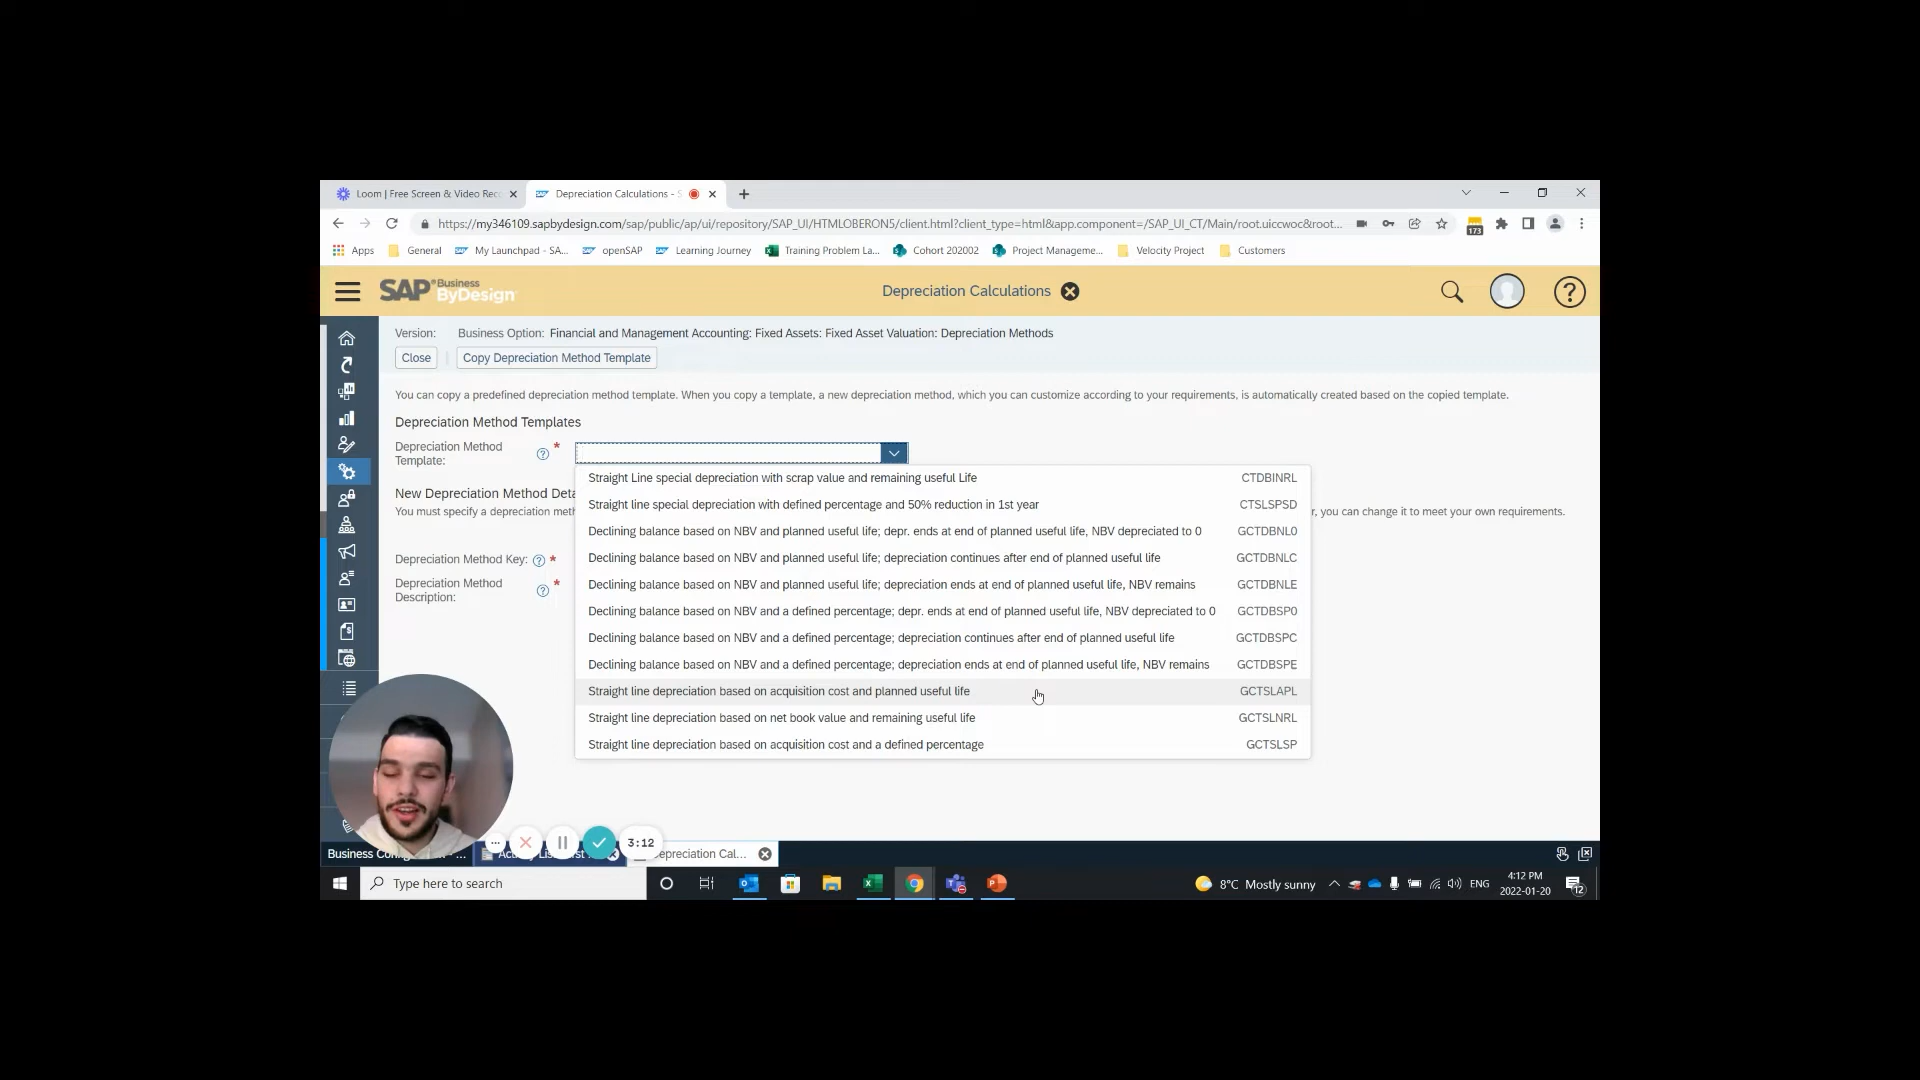 Loom | Free Screen & Video Rec
Depreciation Calculations - S
https://my346109.sapbydesign.com/sap/public/ap/ui/repository/SAP_UI/HTMLOBERON5/client.html?client_type=html&app.component=/SAP_UI_CT/Main/root.uiccwoc&root...
173
Apps
General
My Launchpad - SA...
openSAP
Learning Journey
Training Problem La...
Cohort 202002
Project Manageme...
Velocity Project
Customers
SAP Business ByDesign
Depreciation Calculations
Version: Business Option: Financial and Management Accounting: Fixed Assets: Fixed Asset Valuation: Depreciation Methods
Close
Copy Depreciation Method Template
You can copy a predefined depreciation method template. When you copy a template, a new depreciation method, which you can customize according to your requirements, is automatically created based on the copied template.
Depreciation Method Templates
Depreciation Method
Template:
?
*
Straight Line special depreciation with scrap value and remaining useful Life CTDBINRL
New Depreciation Method Deta
Straight line special depreciation with defined percentage and 50% reduction in 1st year CTSLSPSD
You must specify a depreciation meth
r, you can change it to meet your own requirements.
Declining balance based on NBV and planned useful life; depr. ends at end of planned useful life, NBV depreciated to 0 GCTDBNL0
Declining balance based on NBV and planned useful life; depreciation continues after end of planned useful life GCTDBNLC
Depreciation Method Key: ? *
Declining balance based on NBV and planned useful life; depreciation ends at end of planned useful life, NBV remains GCTDBNLE
Depreciation Method
Description:
?
*
Declining balance based on NBV and a defined percentage; depr. ends at end of planned useful life, NBV depreciated to 0 GCTDBSP0
Declining balance based on NBV and a defined percentage; depreciation continues after end of planned useful life GCTDBSPC
Declining balance based on NBV and a defined percentage; depreciation ends at end of planned useful life, NBV remains GCTDBSPE
Straight line depreciation based on acquisition cost and planned useful life GCTSLAPL
Straight line depreciation based on net book value and remaining useful life GCTSLNRL
Straight line depreciation based on acquisition cost and a defined percentage GCTSLSP
3:12
Business
epreciation Cal...
Type here to search
8°C Mostly sunny
ENG
4:12 PM
2022-01-20
12